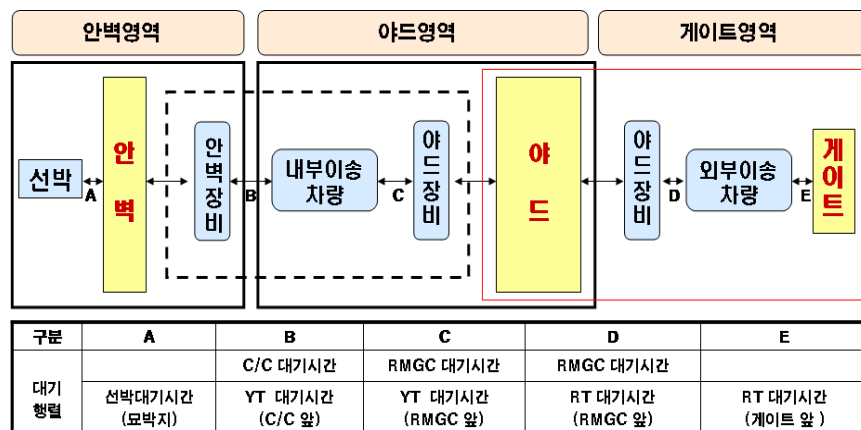 안벽영역
야드영역
게이트영역
선박
A
안
벽
안
벽
장
비
B
내부이송
차량
C
야
드
장
비
야
드
야
드
장
비
D
외부이송
차량
E
게
이
트
구분 A B C D E
대기
행렬
C/C 대기시간 RMGC 대기시간 RMGC 대기시간
선박대기시간 YT 대기시간 YT 대기시간 RT 대기시간 RT 대기시간
(묘박지) (C/C 앞) (RMGC 앞) (RMGC 앞) (게이트 앞 )